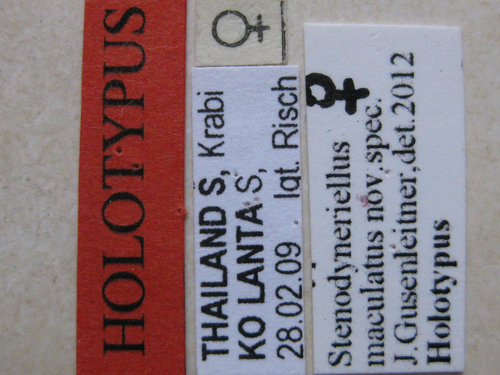 HOLOTYPUS
♀
THAILAND S, Krabi
KO LANTA S,
28.02.09 lgt. Risch
♀
Stenodyneriellus
maculatus nov.spec.
J.Gusenleitner,det.2012
Holotypus